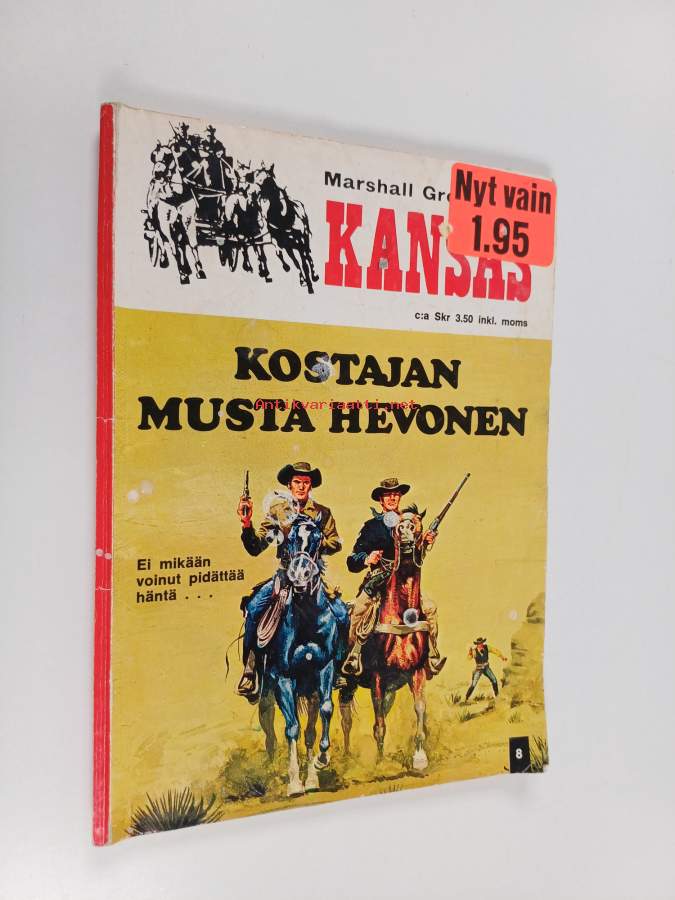 Marshall Gro
Nyt vain
1.95
KANSAS
c:a Skr 3.50 inkl. moms
KOSTAJAN
MUSTA HEVONEN
Antikvariaatti.net
Ei mikään
voinut pidättää
häntä . . .
8